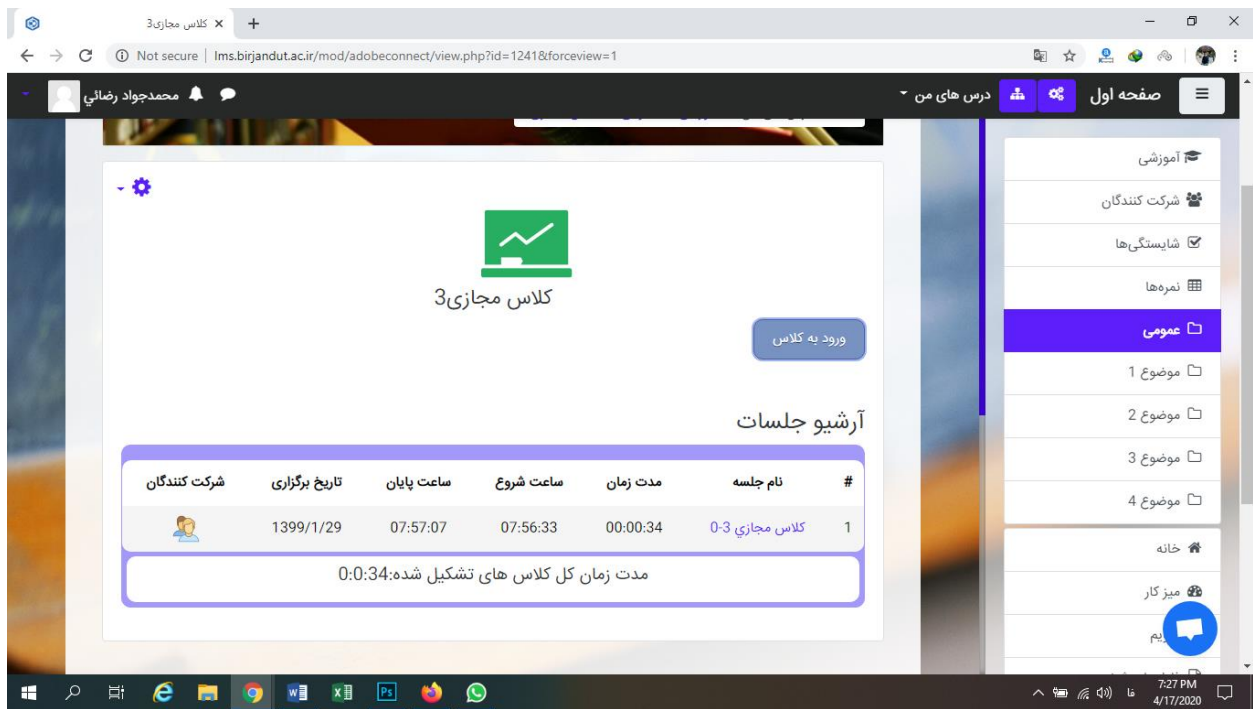 کلاس مجازی3
Not secure | lms.birjandut.ac.ir/mod/adobeconnect/view.php?id=1241&forceview=1
صفحه اول
درس های من
محمدجواد رضائي
آموزشی
شرکت کنندگان
شایستگی‌ها
نمره‌ها
عمومی
موضوع 1
موضوع 2
موضوع 3
موضوع 4
خانه
میز کار
کلاس مجازی3
ورود به کلاس
آرشیو جلسات
# نام جلسه مدت زمان ساعت شروع ساعت پایان تاریخ برگزاری شرکت کنندگان
1 کلاس مجازي 3-0 00:00:34 07:56:33 07:57:07 1399/1/29
مدت زمان کل کلاس های تشکیل شده:0:0:34
فا
7:27 PM
4/17/2020